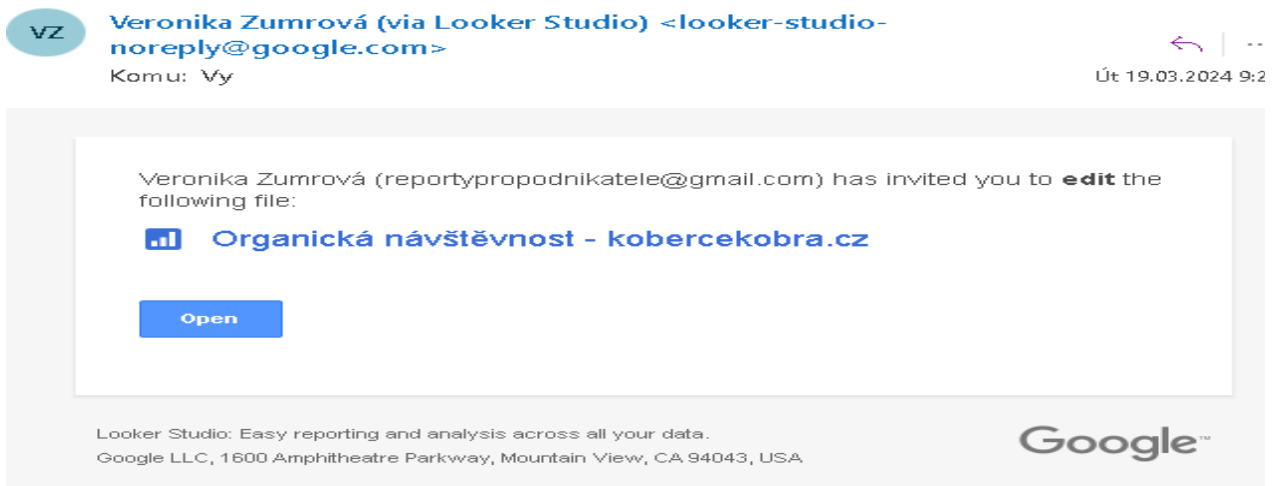 VZ
Veronika Zumrová (via Looker Studio) <looker-studio-
noreply@google.com>
Komu: Vy
Út 19.03.2024 9:2
Veronika Zumrová (reportypropodnikatele@gmail.com) has invited you to edit the
following file:
Organická návštěvnost - kobercekobra.cz
Open
Looker Studio: Easy reporting and analysis across all your data.
Google LLC, 1600 Amphitheatre Parkway, Mountain View, CA 94043, USA
Google™